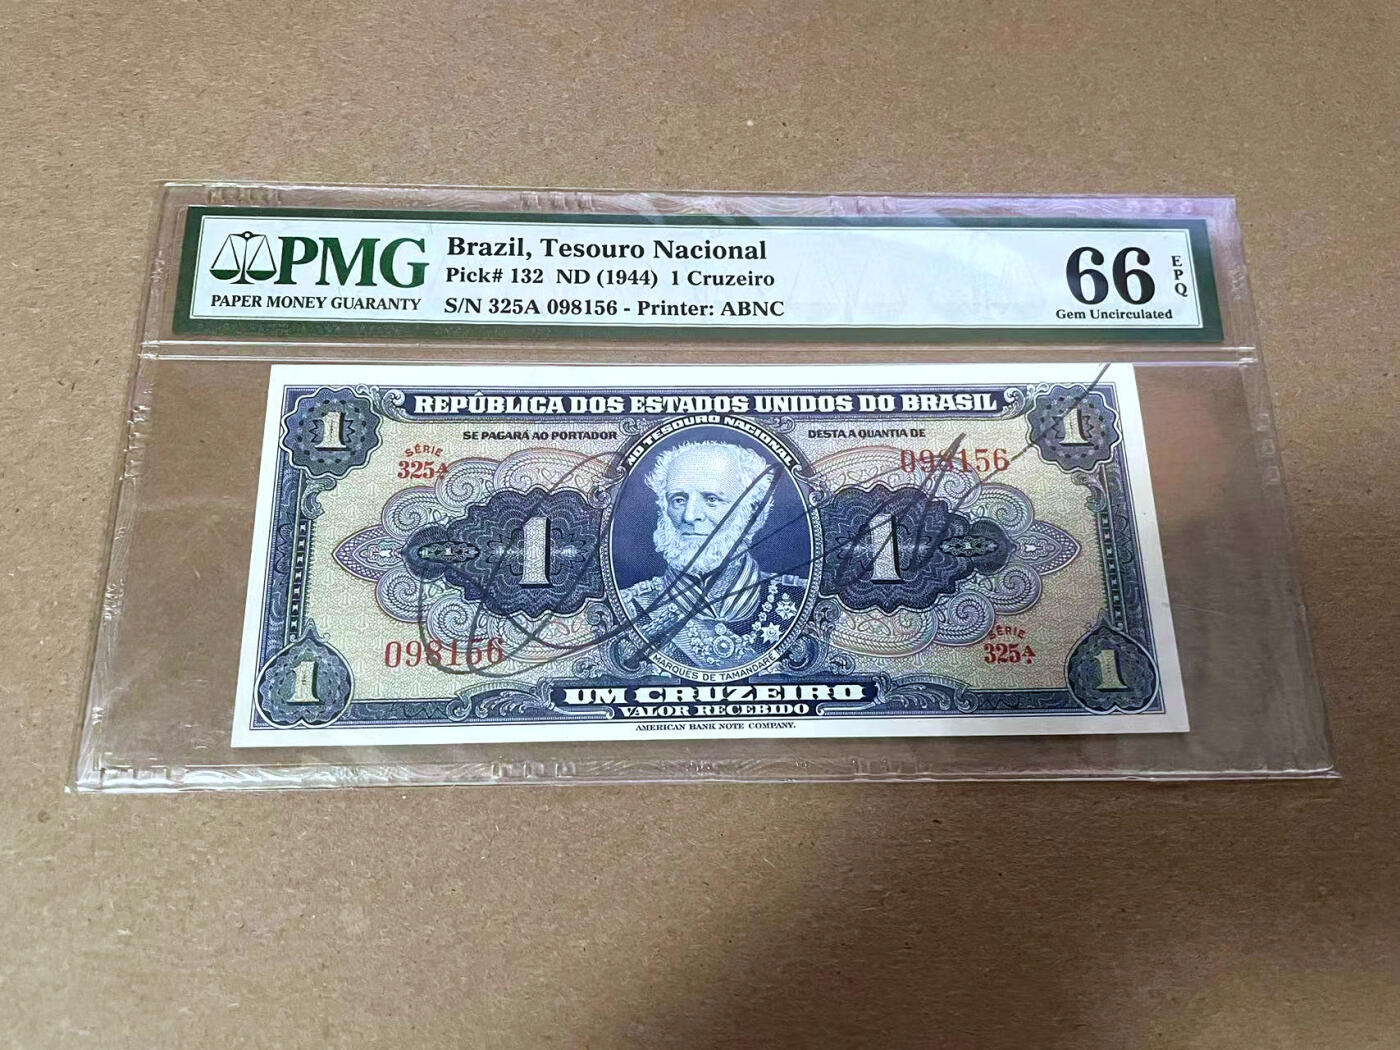 PMG
PAPER MONEY GUARANTY
Brazil, Tesouro Nacional
Pick# 132 ND (1944) 1 Cruzeiro
S/N 325A 098156 - Printer: ABNC
66
EPQ
Gem Uncirculated
1 REPÚBLICA DOS ESTADOS UNIDOS DO BRASIL 1
SE PAGARÁ AO PORTADOR NO TESOURO NACIONAL DESTA A QUANTIA DE
SÉRIE
325A 098156
1 1
098156 SÉRIE
325A
MARQUES DE TAMANDARÉ
1 UM CRUZEIRO 1
VALOR RECEBIDO
AMERICAN BANK NOTE COMPANY.